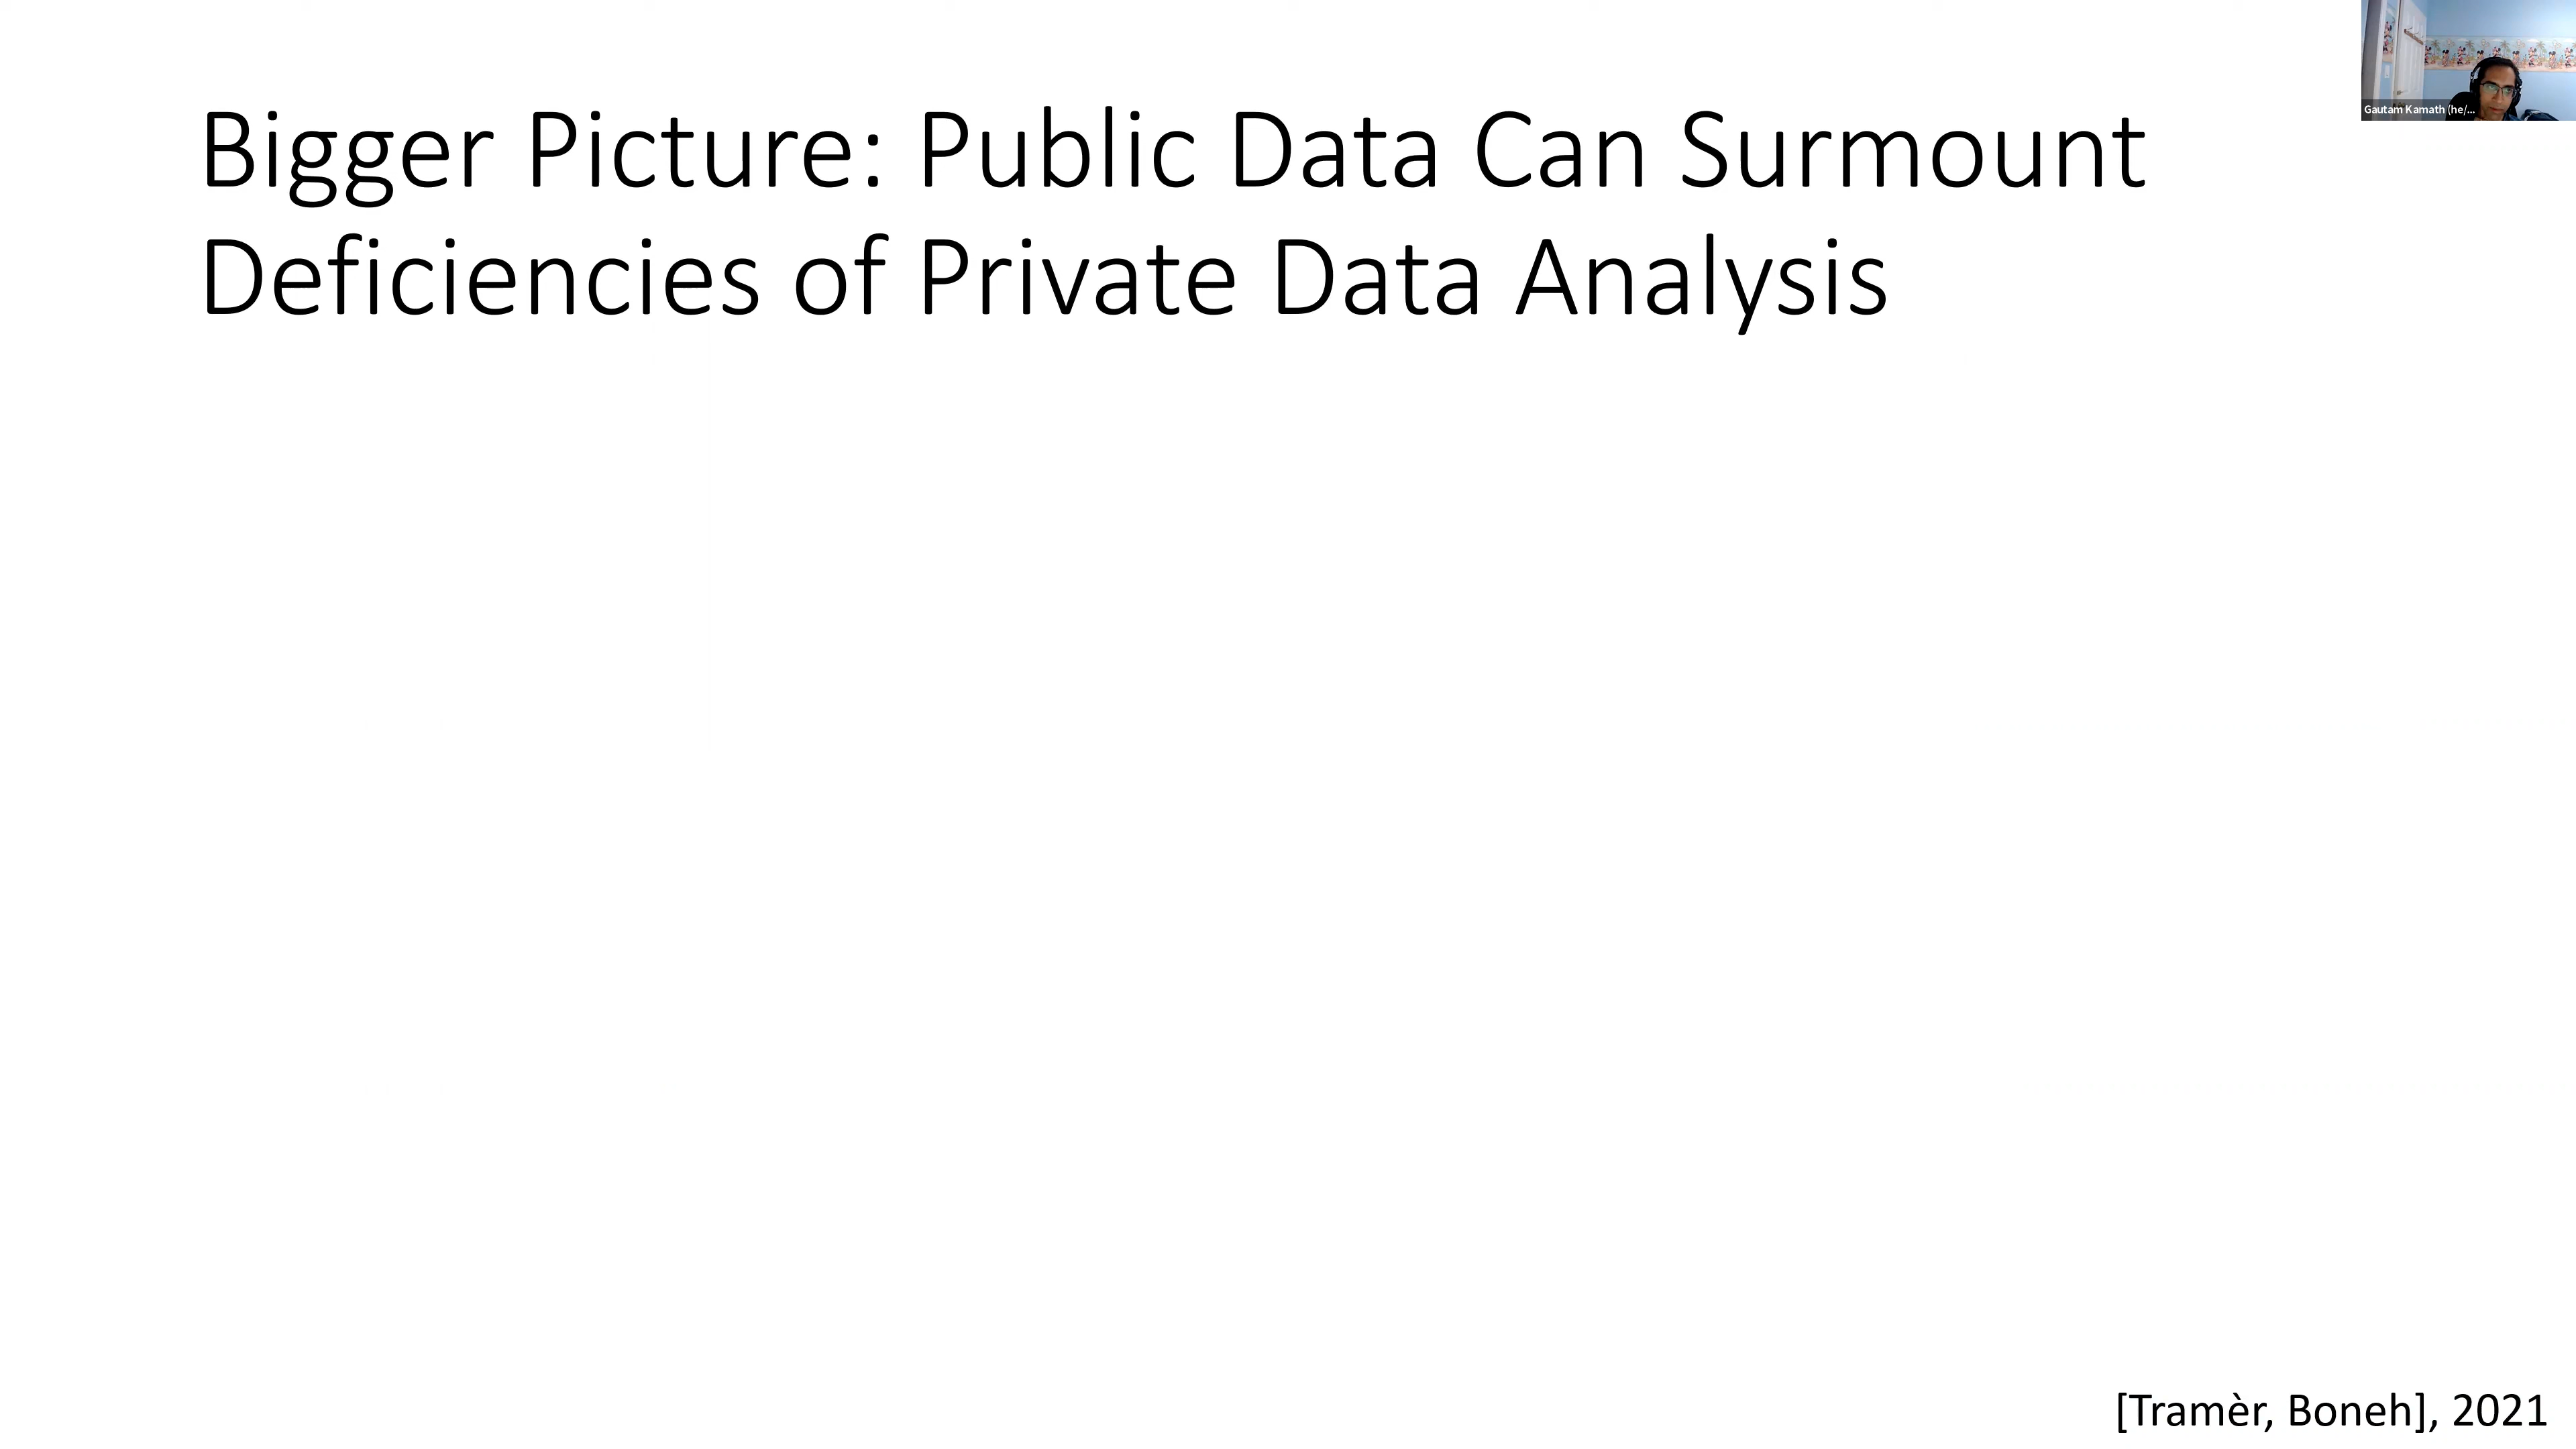 Gautam Kamath (he/...
Bigger Picture: Public Data Can Surmount
Deficiencies of Private Data Analysis
[Tramèr, Boneh], 2021